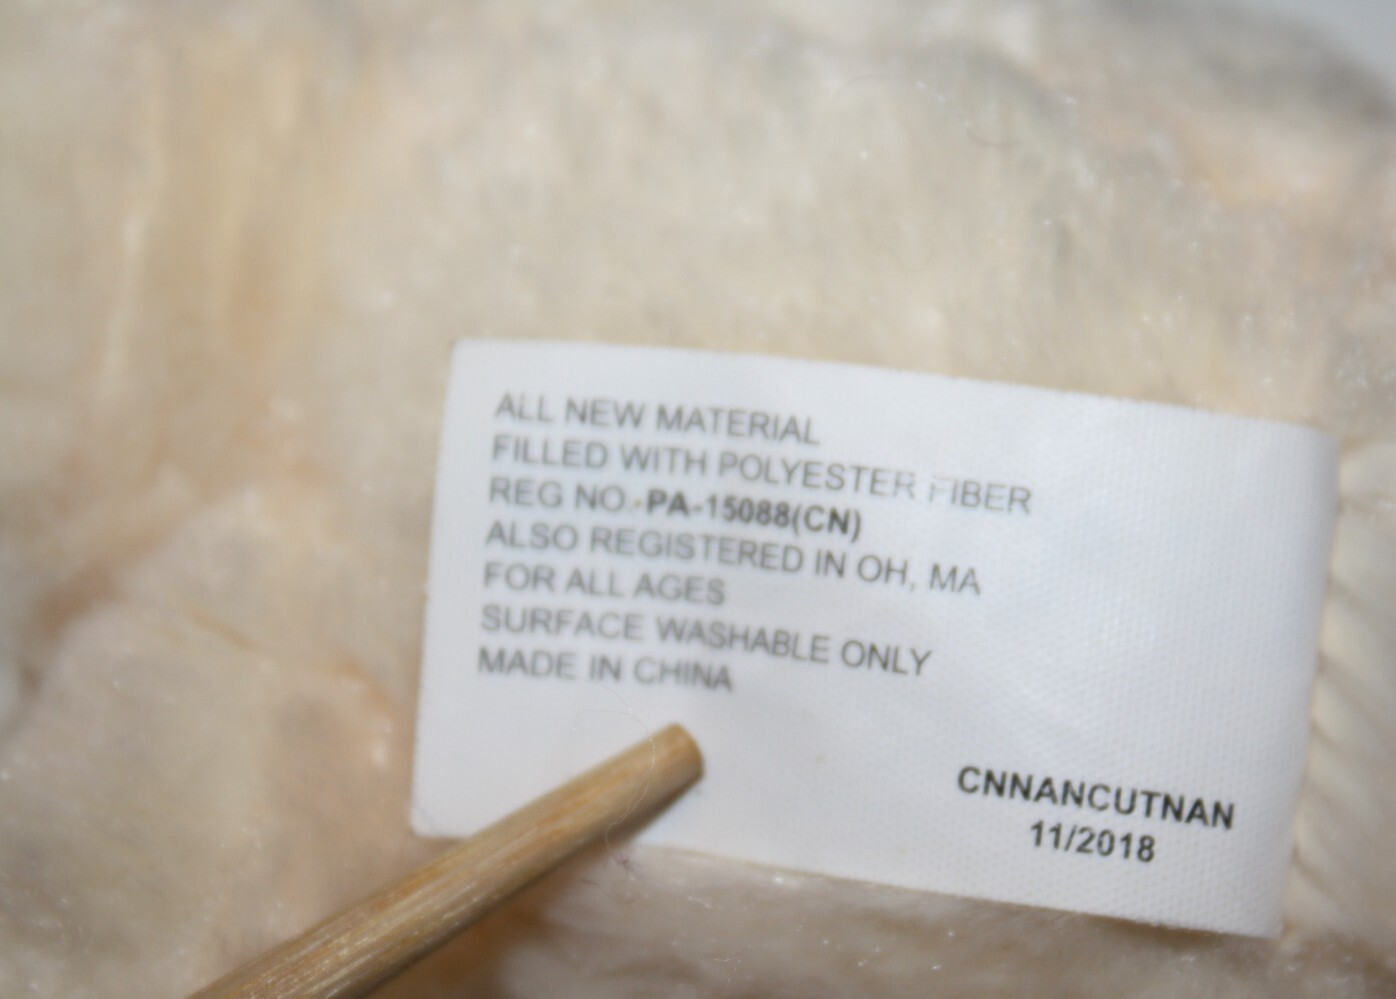 ALL NEW MATERIAL
FILLED WITH POLYESTER FIBER
REG NO. PA-15088(CN)
ALSO REGISTERED IN OH, MA
FOR ALL AGES
SURFACE WASHABLE ONLY
MADE IN CHINA
CNNANCUTNAN
11/2018